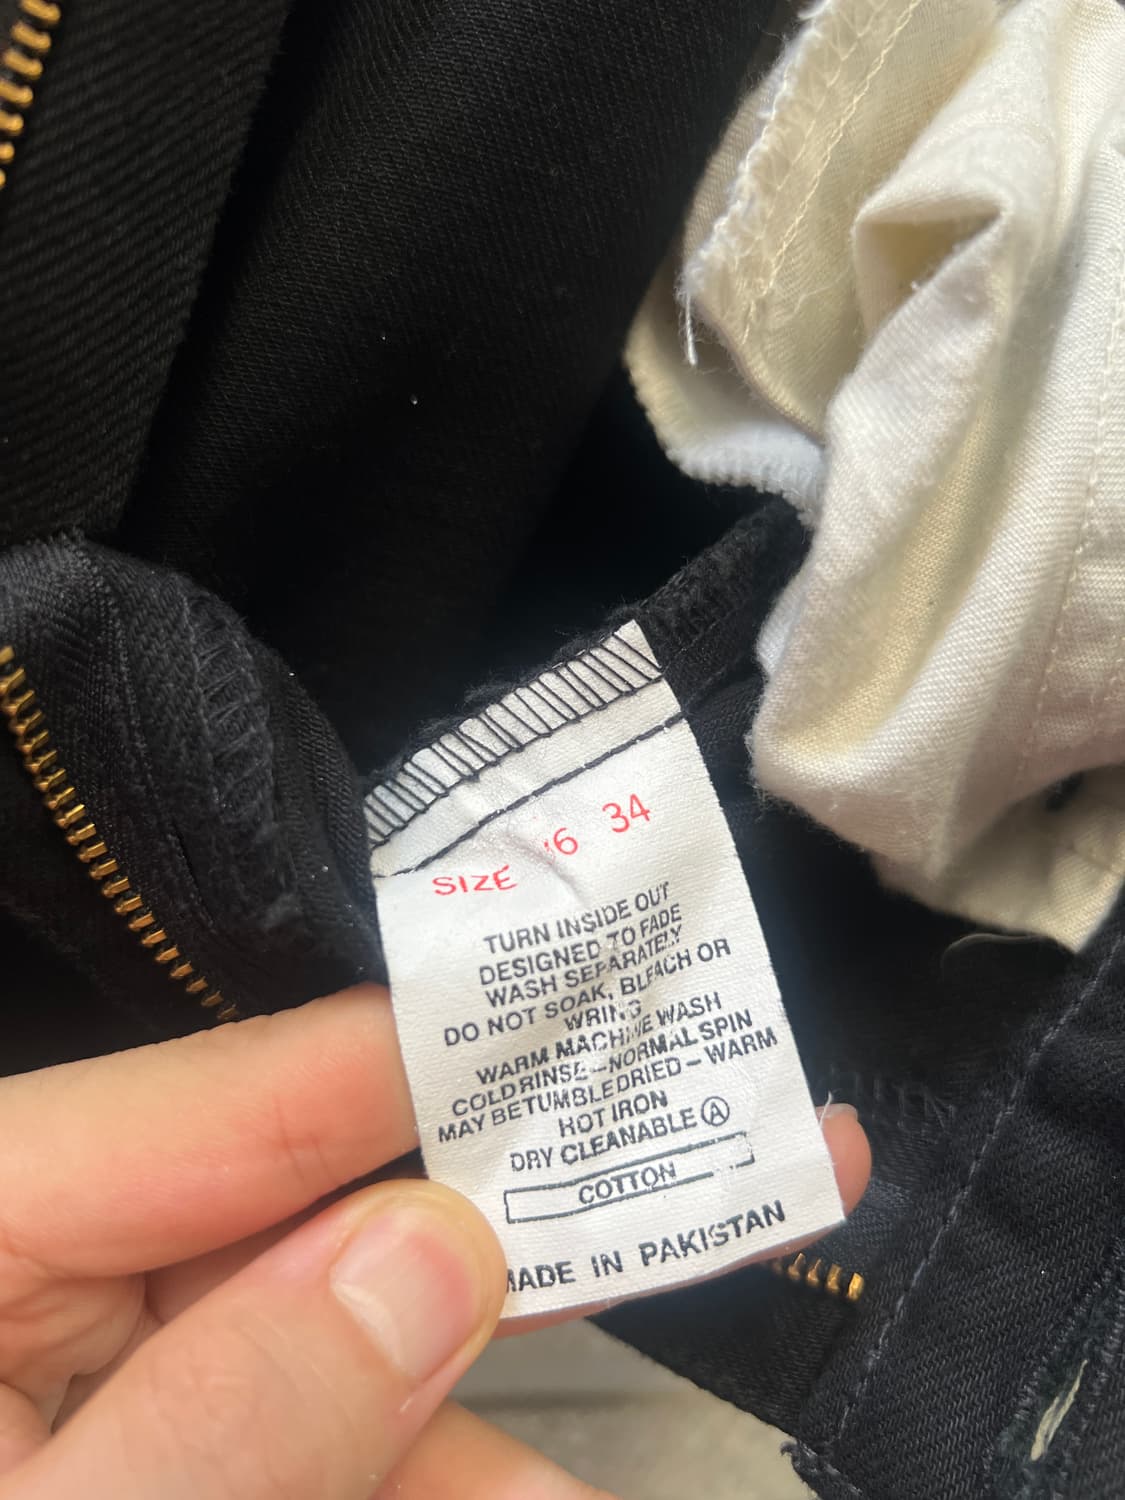 SIZE 34
TURN INSIDE OUT
DESIGNED TO FADE
WASH SEPARATELY
DO NOT SOAK, BLEACH OR
WRING
WARM MACHINE WASH
COLD RINSE – NORMAL SPIN
MAY BE TUMBLE DRIED – WARM
HOT IRON
DRY CLEANABLE Ⓐ
COTTON
MADE IN PAKISTAN